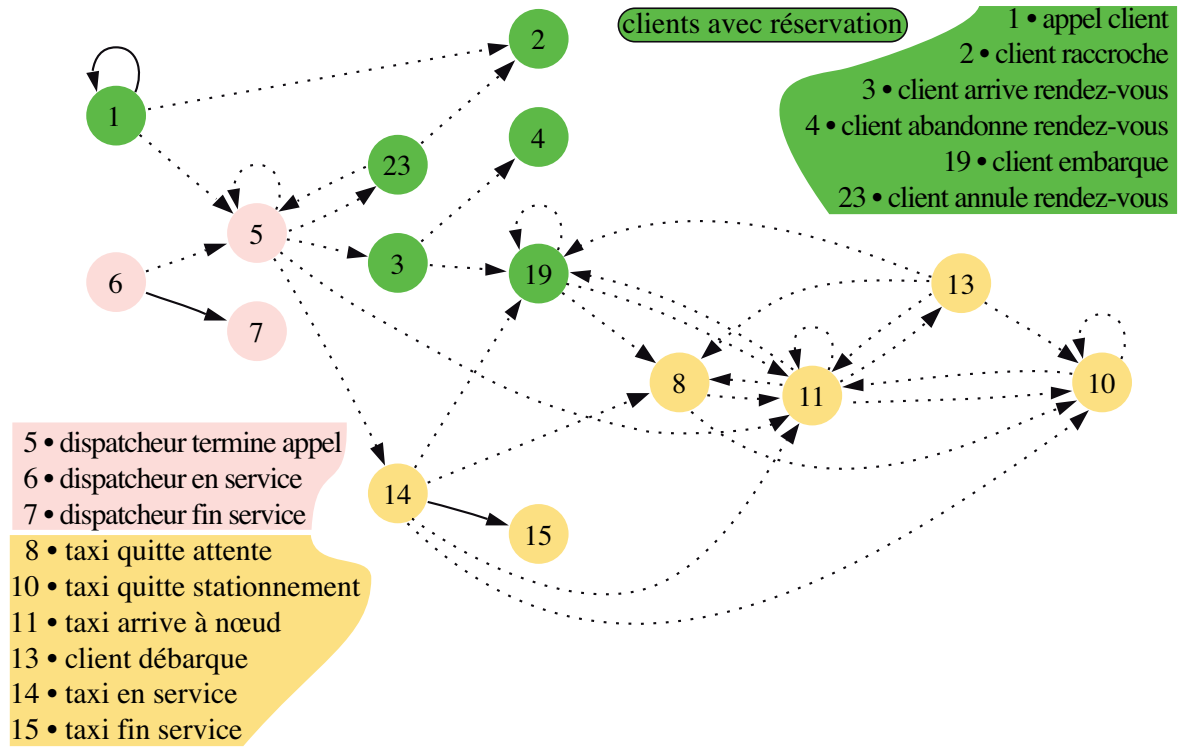 clients avec réservation
1 • appel client
2 • client raccroche
3 • client arrive rendez-vous
4 • client abandonne rendez-vous
19 • client embarque
23 • client annule rendez-vous
2
1
4
23
5
3
19
6
13
7
8
11
10
14
15
5 • dispatcheur termine appel
6 • dispatcheur en service
7 • dispatcheur fin service
8 • taxi quitte attente
10 • taxi quitte stationnement
11 • taxi arrive à nœud
13 • client débarque
14 • taxi en service
15 • taxi fin service